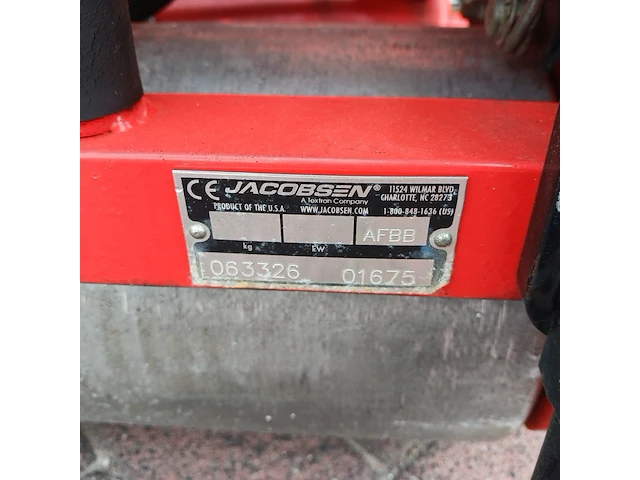 CE JACOBSEN® 11524 WILMAR BLVD.
A Textron Company CHARLOTTE, NC 28273
PRODUCT OF THE U.S.A. WWW.JACOBSEN.COM 1-800-848-1636 (US)
AFBB
kg kW
063326 01675